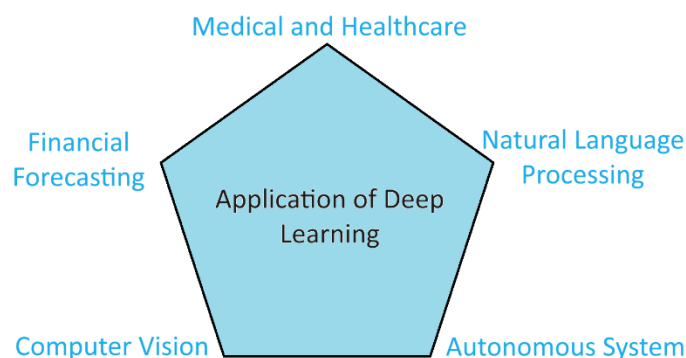 Medical and Healthcare
Financial
Forecasting
Natural Language
Processing
Application of Deep
Learning
Computer Vision
Autonomous System